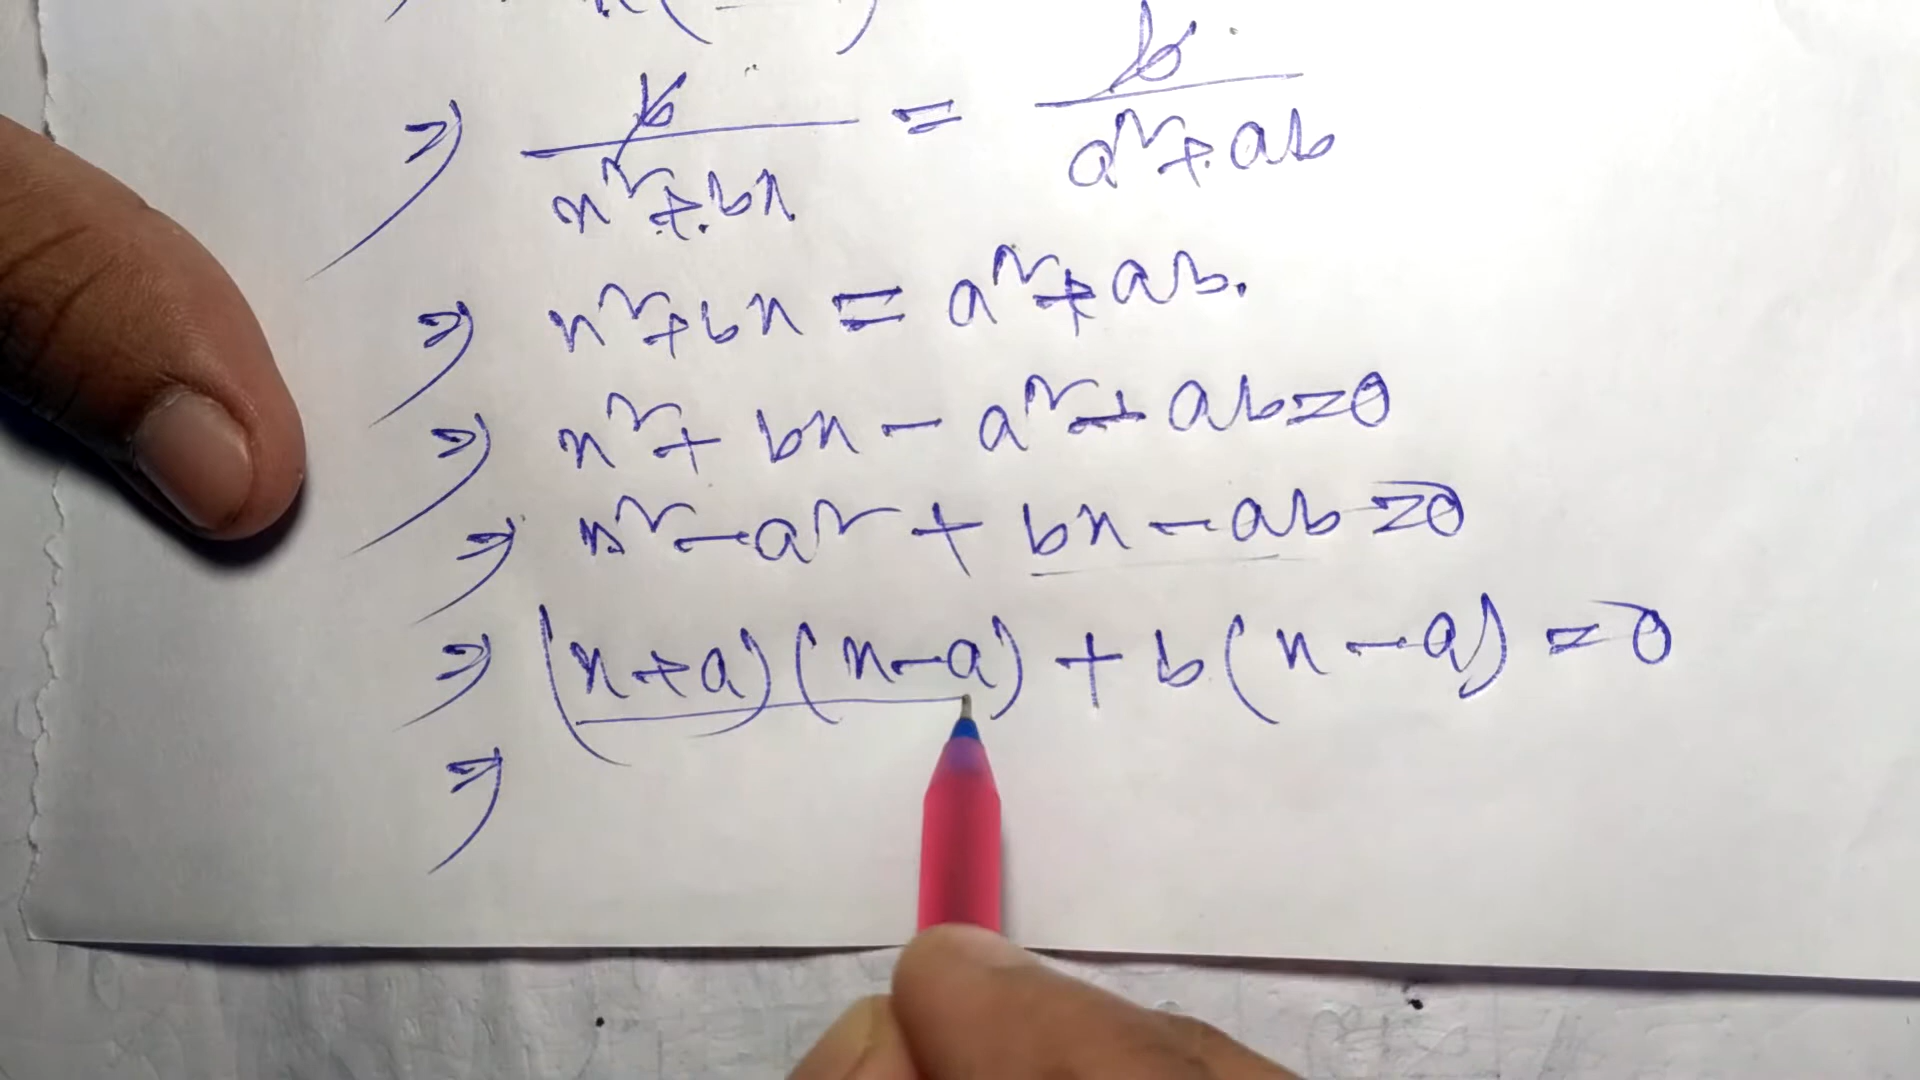 ⇒ b/(x²+bx) = b/(a²+ab)
⇒ x²+bx = a²+ab.
⇒ x²+ bx - a² - ab=0
⇒ x²-a² + bx - ab=0
⇒ (x+a)(x-a) + b(x-a) =0
⇒